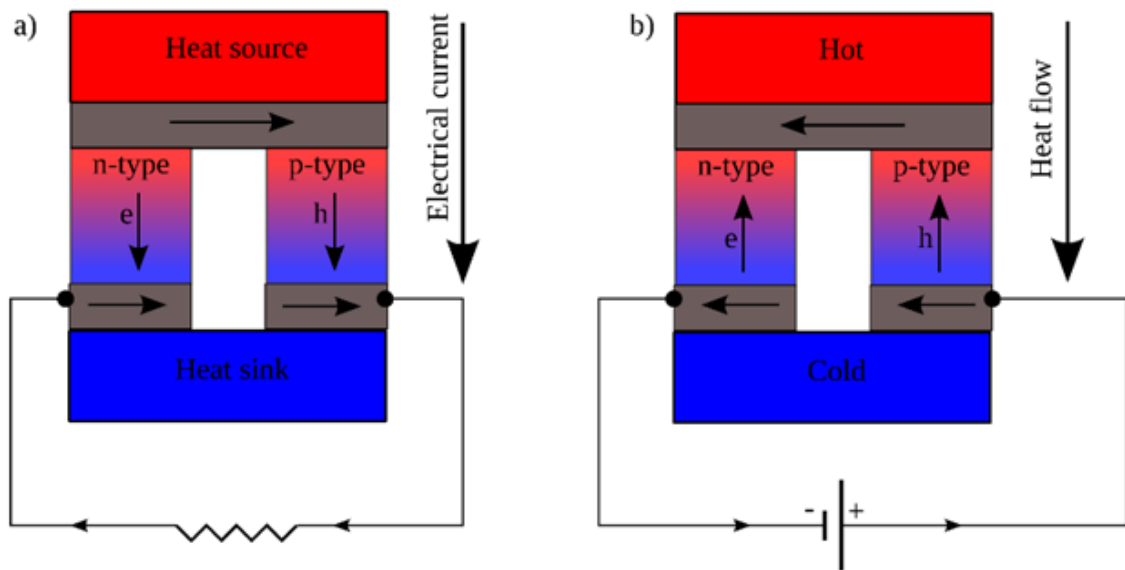 a)
Heat source
n-type
p-type
e
h
Heat sink
Electrical current
b)
Hot
n-type
p-type
e
h
Cold
Heat flow
- +